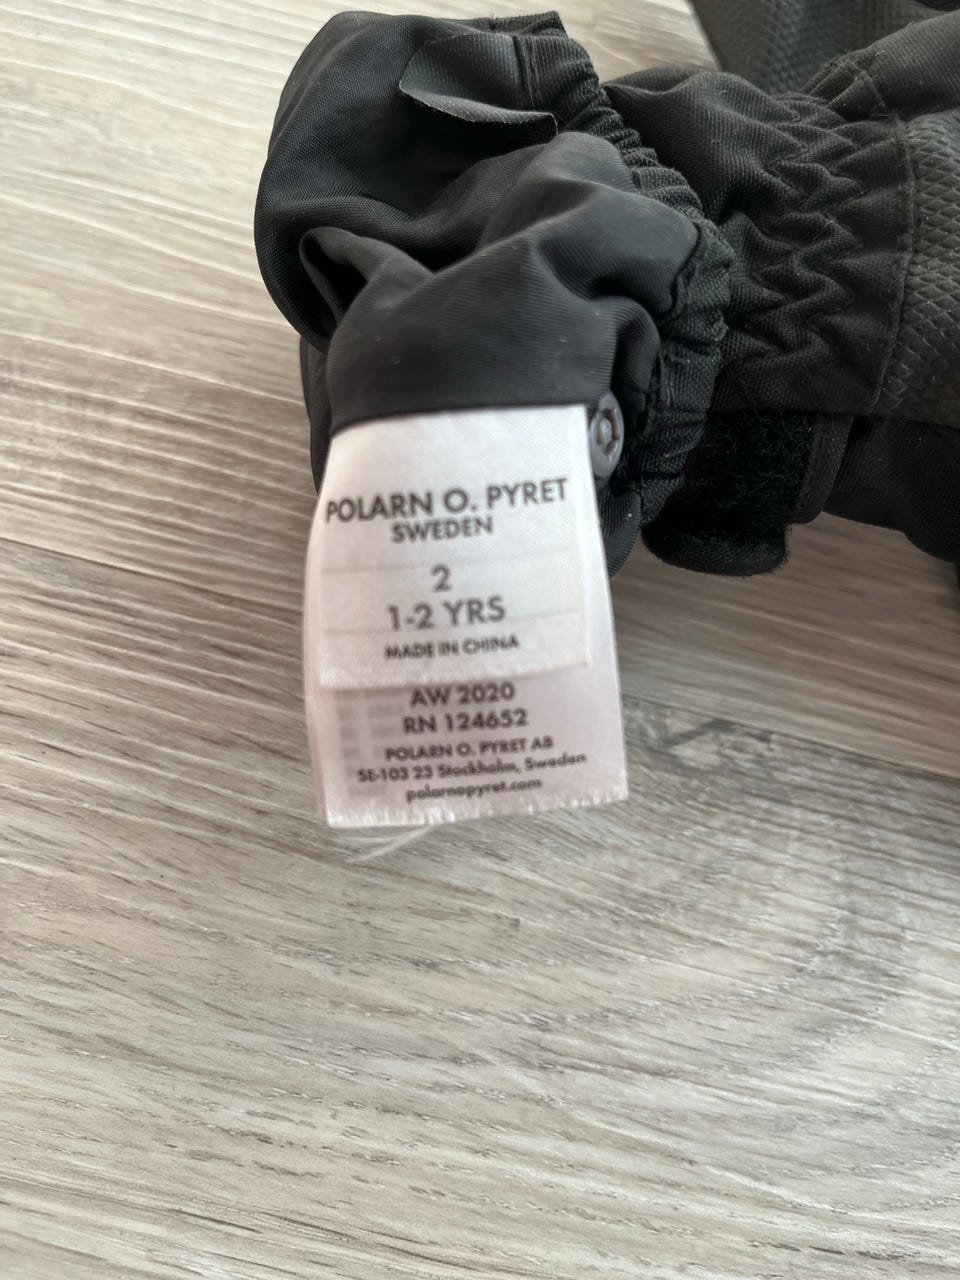 POLARN O. PYRET
SWEDEN
2
1-2 YRS
MADE IN CHINA
AW 2020
RN 124652
POLARN O. PYRET AB
SE-103 23 Stockholm, Sweden
polarnopyret.com